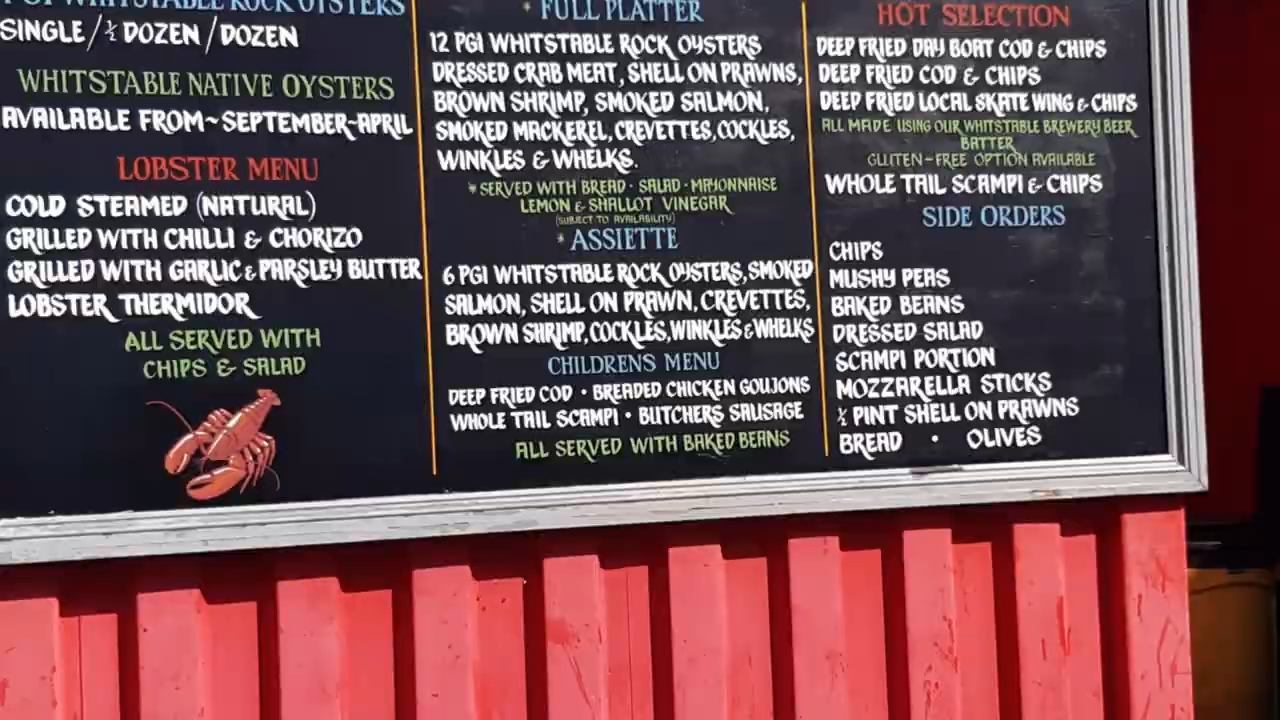 WHITSTABLE ROCK OYSTERS
SINGLE / ½ DOZEN / DOZEN
WHITSTABLE NATIVE OYSTERS
AVAILABLE FROM ~ SEPTEMBER-APRIL
LOBSTER MENU
COLD STEAMED (NATURAL)
GRILLED WITH CHILLI & CHORIZO
GRILLED WITH GARLIC & PARSLEY BUTTER
LOBSTER THERMIDOR
ALL SERVED WITH
CHIPS & SALAD
* FULL PLATTER
12 PGI WHITSTABLE ROCK OYSTERS
DRESSED CRAB MEAT, SHELL ON PRAWNS,
BROWN SHRIMP, SMOKED SALMON,
SMOKED MACKEREL, CREVETTES, COCKLES,
WINKLES & WHELKS.
* SERVED WITH BREAD · SALAD · MAYONNAISE
LEMON & SHALLOT VINEGAR
(SUBJECT TO AVAILABILITY)
* ASSIETTE
6 PGI WHITSTABLE ROCK OYSTERS, SMOKED
SALMON, SHELL ON PRAWN, CREVETTES,
BROWN SHRIMP, COCKLES, WINKLES & WHELKS
CHILDRENS MENU
DEEP FRIED COD · BREADED CHICKEN GOUJONS
WHOLE TAIL SCAMPI · BUTCHERS SAUSAGE
ALL SERVED WITH BAKED BEANS
HOT SELECTION
DEEP FRIED DAY BOAT COD & CHIPS
DEEP FRIED COD & CHIPS
DEEP FRIED LOCAL SKATE WING & CHIPS
ALL MADE USING OUR WHITSTABLE BREWERY BEER
BATTER
GLUTEN-FREE OPTION AVAILABLE
WHOLE TAIL SCAMPI & CHIPS
SIDE ORDERS
CHIPS
MUSHY PEAS
BAKED BEANS
DRESSED SALAD
SCAMPI PORTION
MOZZARELLA STICKS
½ PINT SHELL ON PRAWNS
BREAD · OLIVES